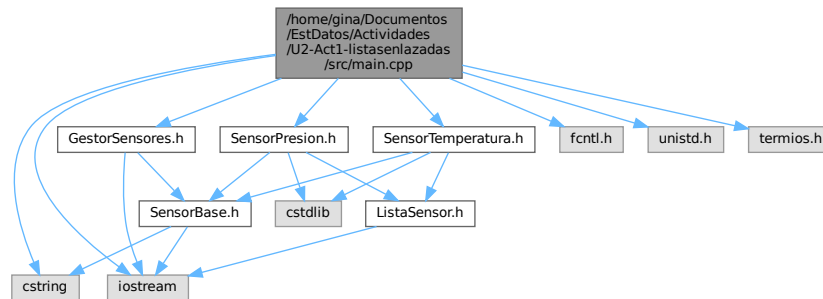 /home/gina/Documentos
/EstDatos/Actividades
/U2-Act1-listasenlazadas
/src/main.cpp
GestorSensores.h
SensorPresion.h
SensorTemperatura.h
fcntl.h
unistd.h
termios.h
SensorBase.h
cstdlib
ListaSensor.h
cstring
iostream